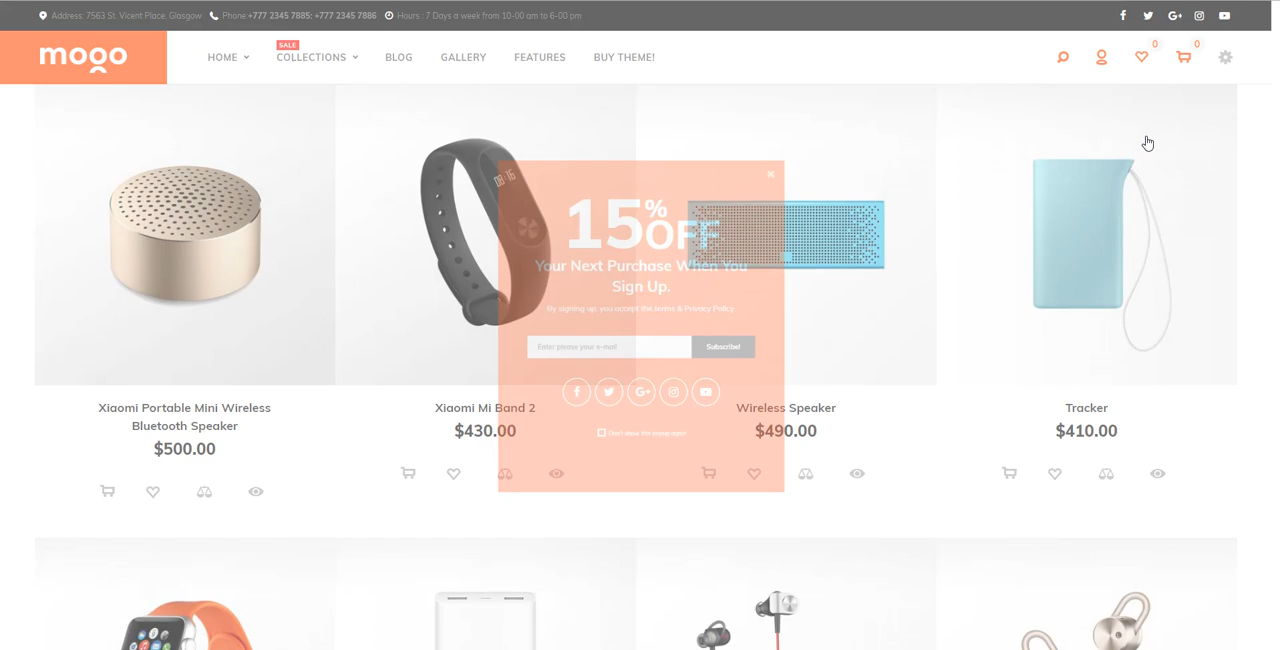 Address: 7563 St. Vicent Place, Glasgow Phone:+777 2345 7885; +777 2345 7886 Hours : 7 Days a week from 10-00 am to 6-00 pm
mogo
HOME
SALE
COLLECTIONS
BLOG
GALLERY
FEATURES
BUY THEME!
0
0
08:16
15% OFF
Your Next Purchase When You
Sign Up.
By signing up, you accept the terms & Privacy Policy.
Enter please your e-mail
Subscribe!
Don't show this popup again
Xiaomi Portable Mini Wireless
Bluetooth Speaker
$500.00
Xiaomi Mi Band 2
$430.00
Wireless Speaker
$490.00
Tracker
$410.00